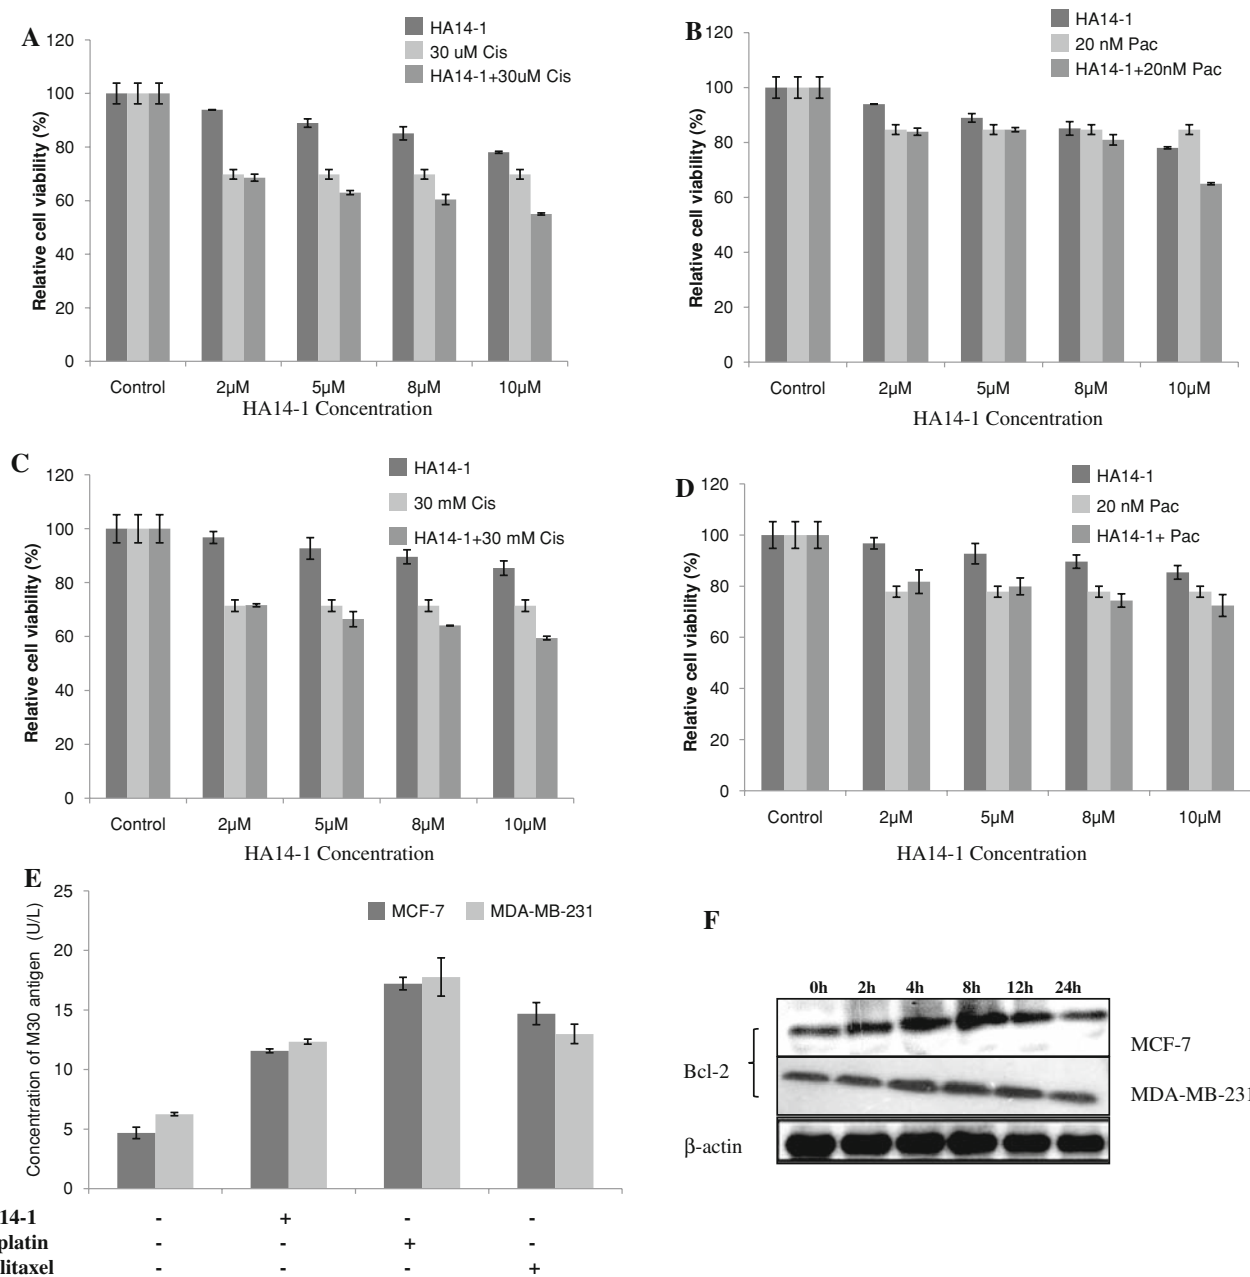 A
HA14-1
30 uM Cis
HA14-1+30uM Cis
Relative cell viability (%)
120
100
80
60
40
20
0
Control
2µM
5µM
8µM
10µM
HA14-1 Concentration
B
HA14-1
20 nM Pac
HA14-1+20nM Pac
Relative cell viability (%)
120
100
80
60
40
20
0
Control
2µM
5µM
8µM
10µM
HA14-1 Concentration
C
HA14-1
30 mM Cis
HA14-1+30 mM Cis
Relative cell viability (%)
120
100
80
60
40
20
0
Control
2µM
5µM
8µM
10µM
HA14-1 Concentration
D
HA14-1
20 nM Pac
HA14-1+ Pac
Relative cell viability (%)
120
100
80
60
40
20
0
Control
2µM
5µM
8µM
10µM
HA14-1 Concentration
E
MCF-7
MDA-MB-231
Concentration of M30 antigen (U/L)
25
20
15
10
5
0
14-1 - + - -
platin - - + -
litaxel - - - +
F
0h 2h 4h 8h 12h 24h
Bcl-2
MCF-7
MDA-MB-231
β-actin